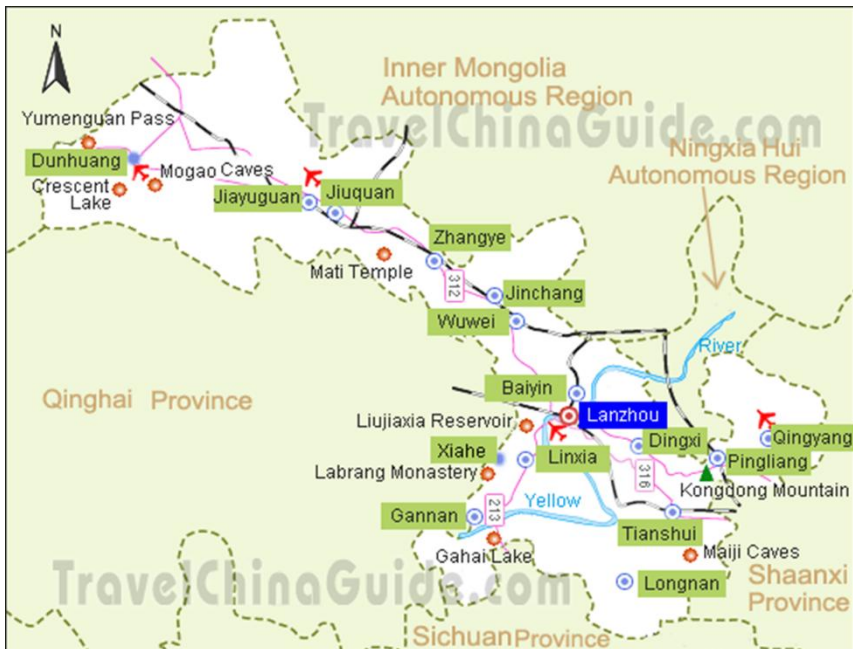 Inner Mongolia
Autonomous Region
TravelChinaGuide.com
Yumenguan Pass
Ningxia Hui
Autonomous Region
Dunhuang
Mogao Caves
Crescent
Lake
Jiayuguan
Jiuquan
Zhangye
Mati Temple
312
Jinchang
Wuwei
River
Qinghai Province
Baiyin
Liujiaxia Reservoir
Lanzhou
Xiahe
Linxia
Dingxi
Qingyang
Labrang Monastery
Pingliang
316
Kongdong Mountain
Yellow
213
Gannan
Tianshui
Gahai Lake
Maiji Caves
TravelChinaGuide.com
Longnan
Shaanxi
Province
Sichuan Province